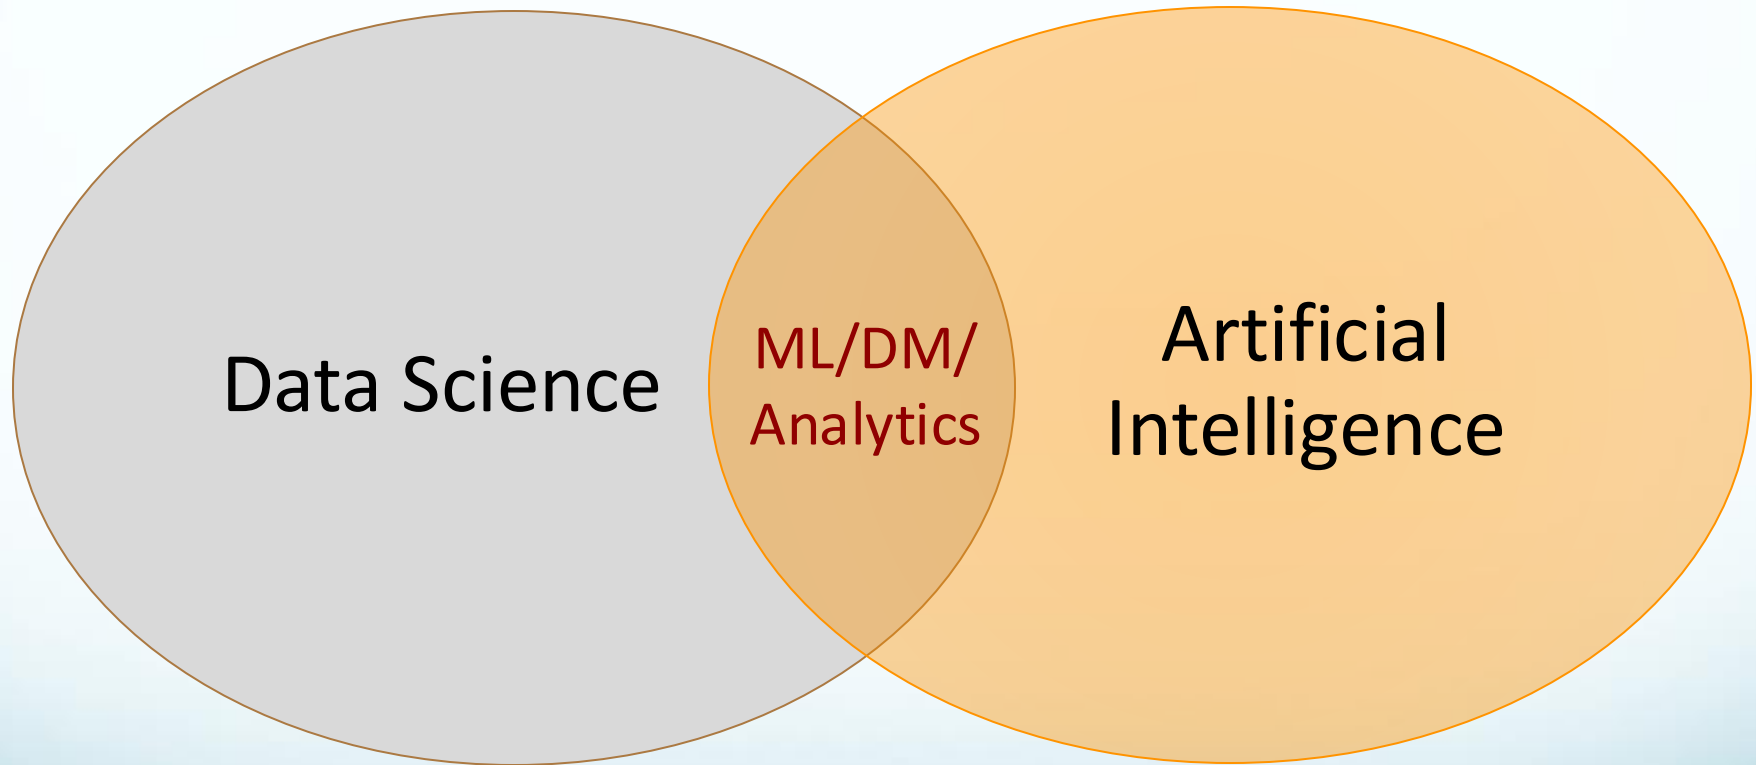 Data Science
ML/DM/
Analytics
Artificial
Intelligence